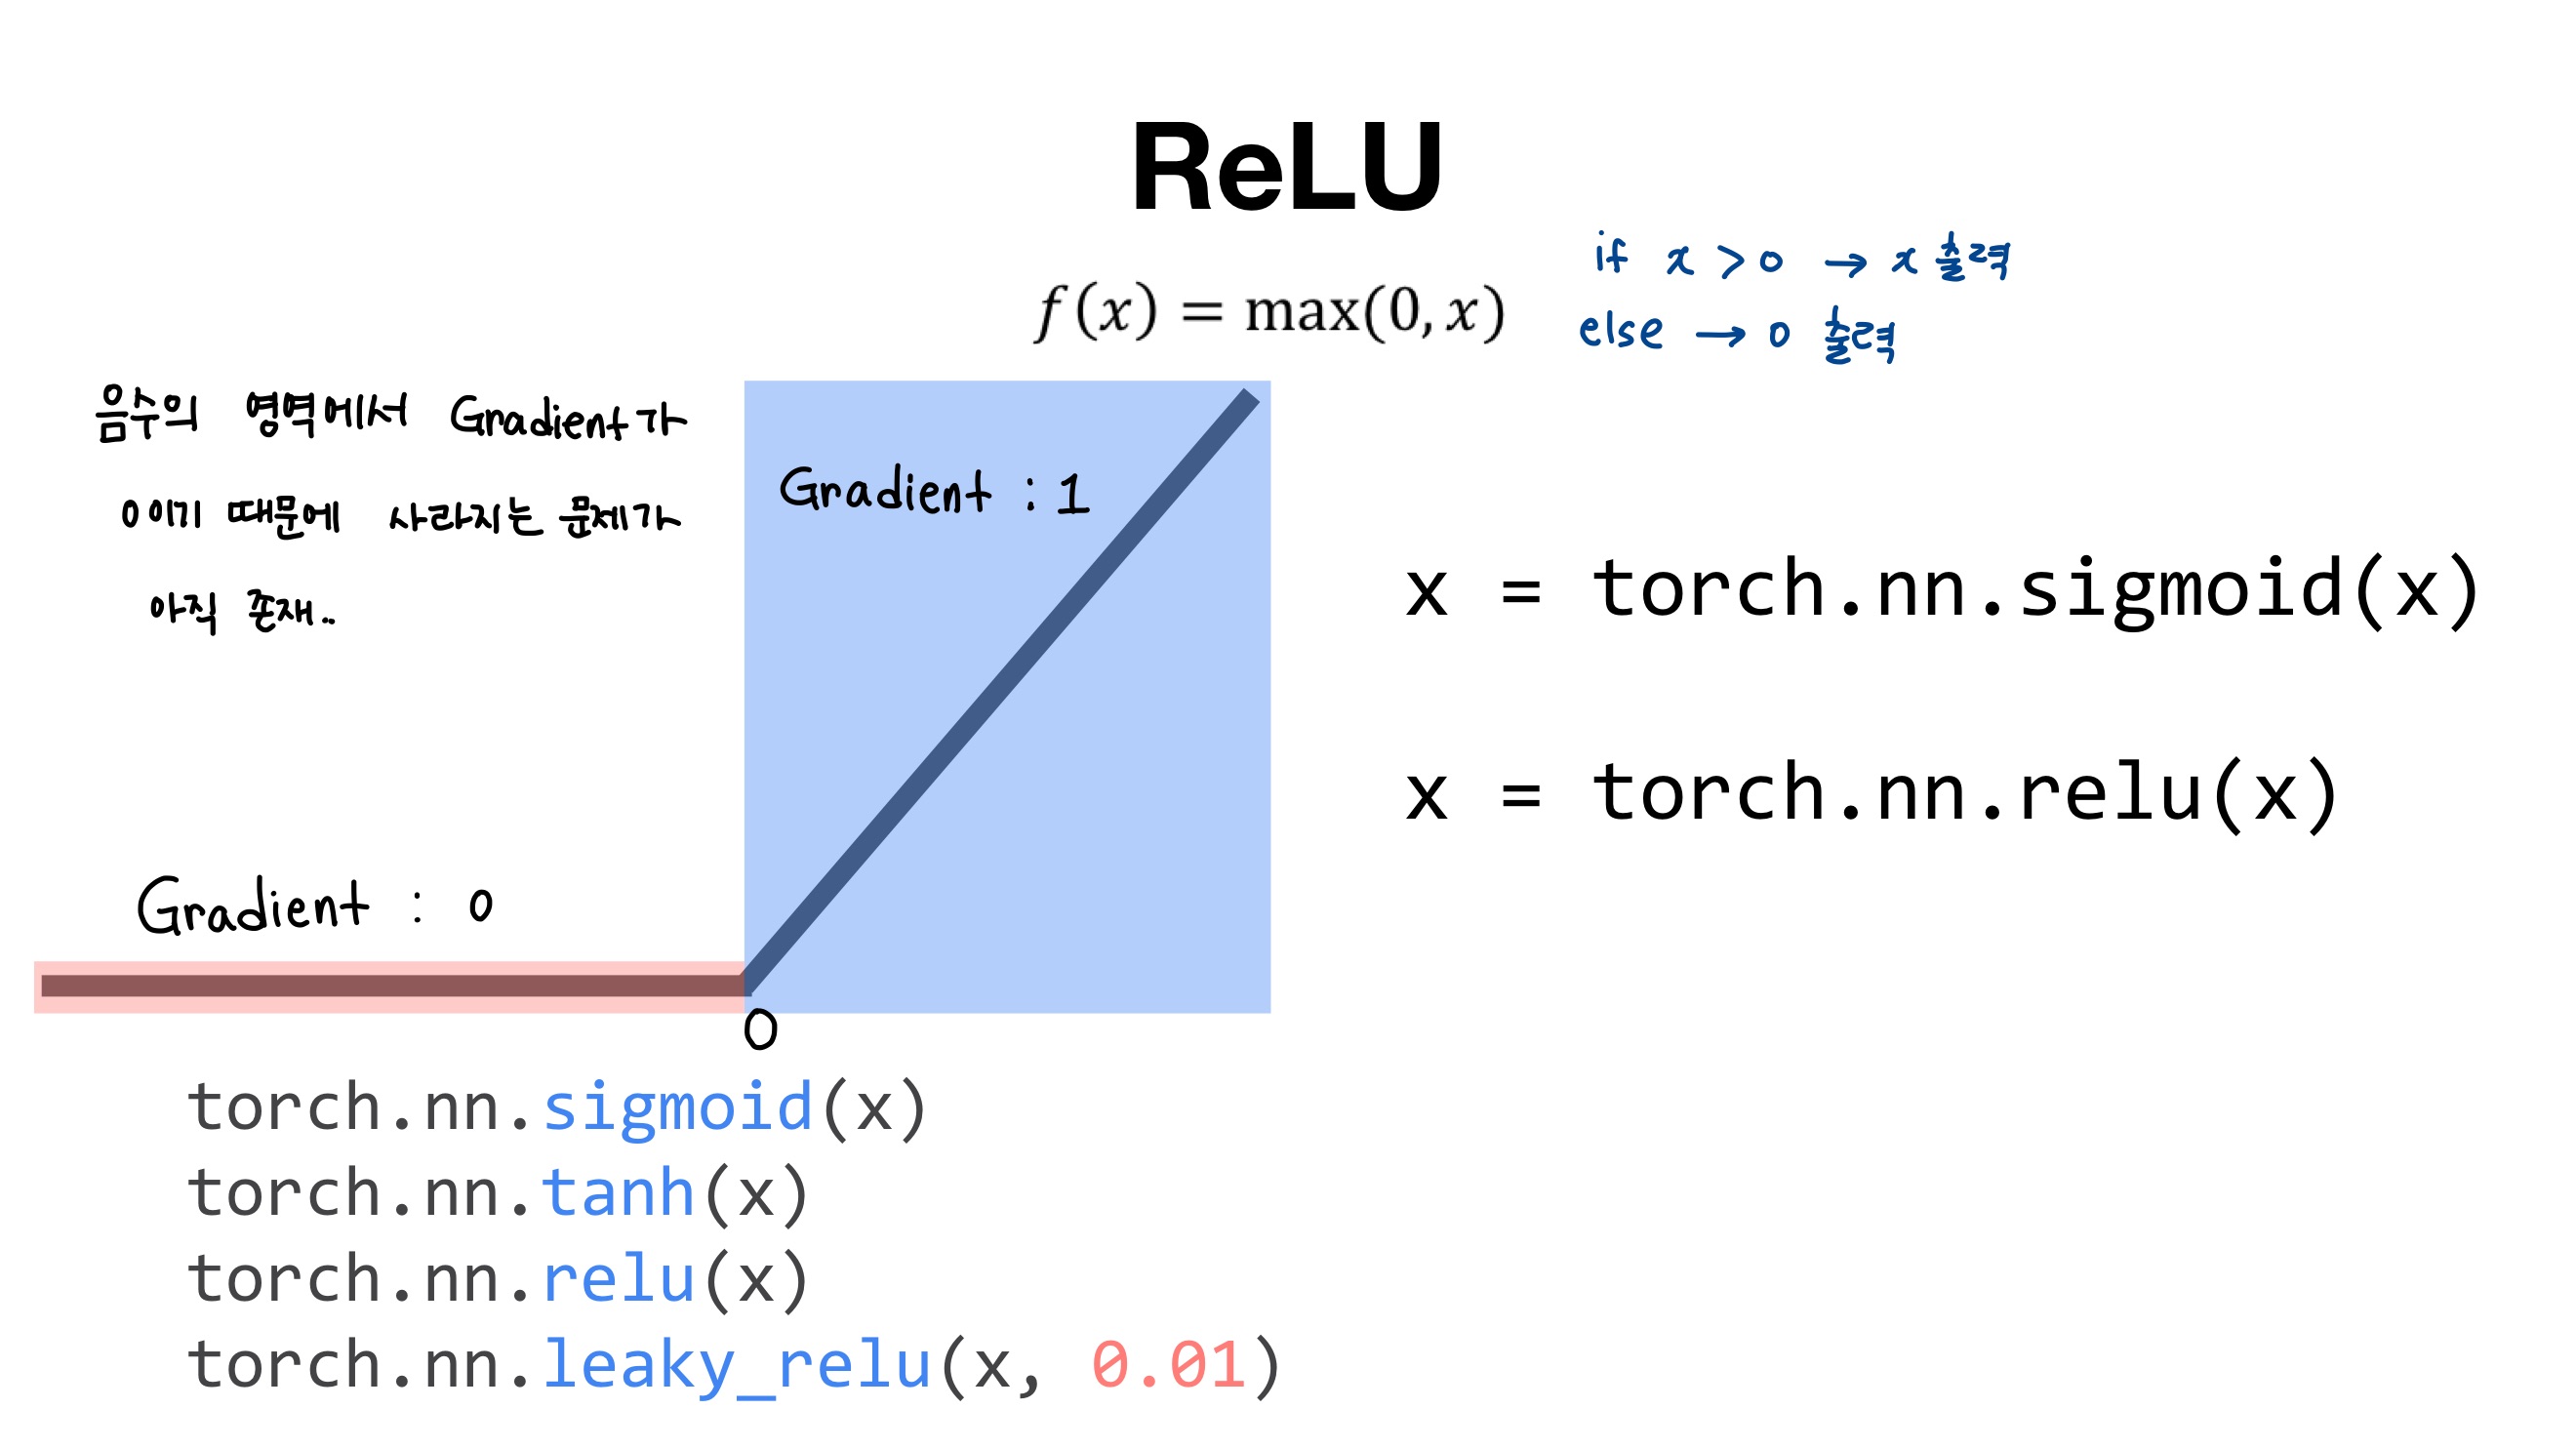 ReLU
f(x) = max(0, x)
if x > 0 → x 출력
else → 0 출력
음수의 영역에서 Gradient가
0이기 때문에 사라지는 문제가
아직 존재..
Gradient : 1
x = torch.nn.sigmoid(x)
x = torch.nn.relu(x)
Gradient : 0
0
torch.nn.sigmoid(x)
torch.nn.tanh(x)
torch.nn.relu(x)
torch.nn.leaky_relu(x, 0.01)